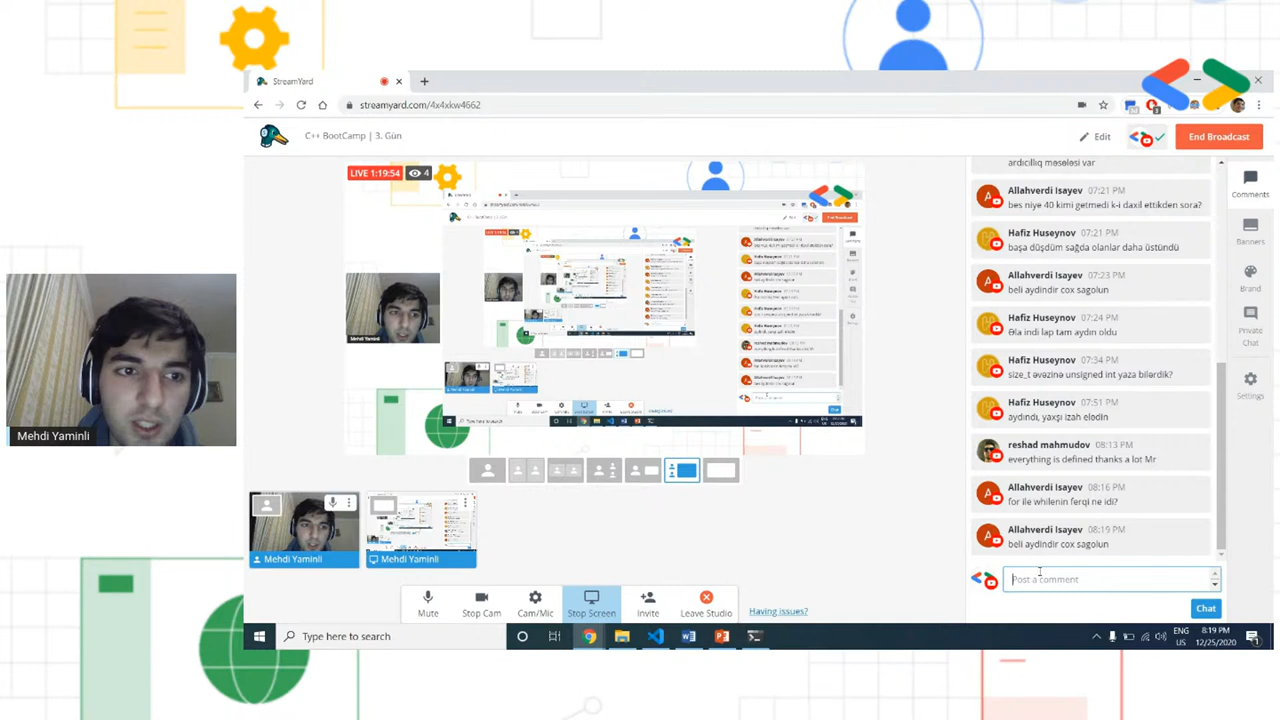 StreamYard
streamyard.com/4x4xkw4662
C++ BootCamp | 3. Gün
Edit
End Broadcast
LIVE 1:19:54
4
Mehdi Yaminli
Mehdi Yaminli
Mehdi Yaminli
Mehdi Yaminli
Mute
Stop Cam
Cam/Mic
Stop Screen
Invite
Leave Studio
Having issues?
ardıcıllıq məsələsi var
Allahverdi Isayev 07:21 PM
bes niye 40 kimi getmedi k-i daxil ettikden sora?
Hafiz Huseynov 07:21 PM
başa düşdüm sağda olanlar daha üstündü
Allahverdi Isayev 07:23 PM
beli aydindir cox sagolun
Hafiz Huseynov 07:24 PM
Əla indi lap tam aydın oldu
Hafiz Huseynov 07:34 PM
size_t əvəzinə unsigned int yaza bilərdik?
Hafiz Huseynov 07:51 PM
aydındı, yaxşı izah elədin
reshad mahmudov 08:13 PM
everything is defined thanks a lot Mr
Allahverdi Isayev 08:16 PM
for ile whilenin ferqi ne idi?
Allahverdi Isayev 08:19 PM
beli aydindir cox sagolun
Post a comment
Chat
Comments
Banners
Brand
Private
Chat
Settings
Type here to search
ENG
US
8:19 PM
12/25/2020